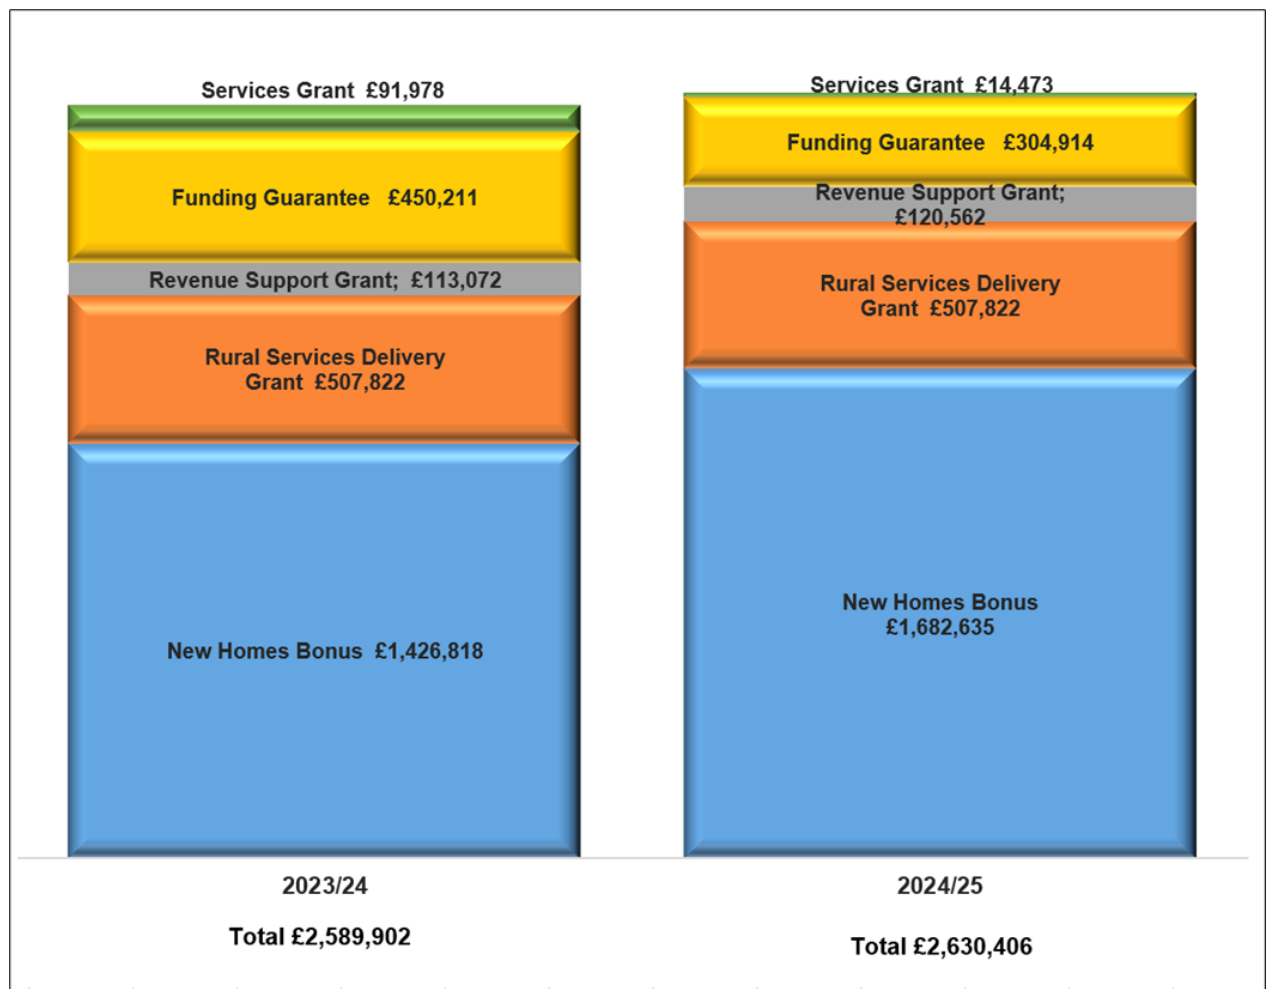 Services Grant £91,978
Funding Guarantee £450,211
Revenue Support Grant; £113,072
Rural Services Delivery
Grant £507,822
New Homes Bonus £1,426,818
2023/24
Total £2,589,902
Services Grant £14,473
Funding Guarantee £304,914
Revenue Support Grant;
£120,562
Rural Services Delivery
Grant £507,822
New Homes Bonus
£1,682,635
2024/25
Total £2,630,406